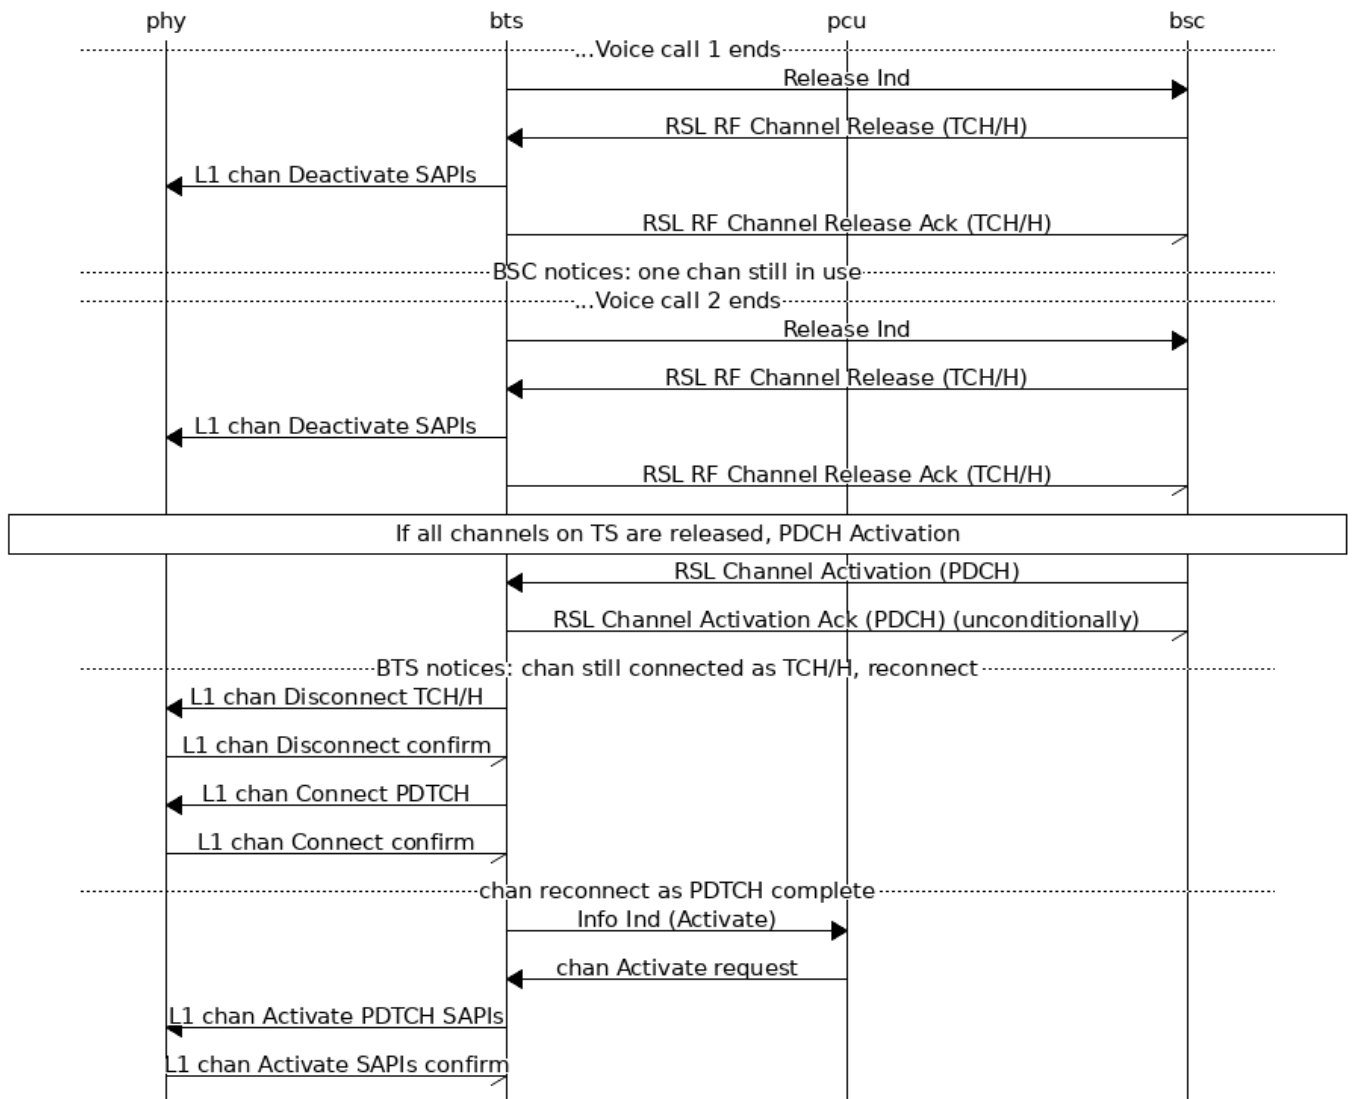 phy bts pcu bsc
...Voice call 1 ends
Release Ind
RSL RF Channel Release (TCH/H)
L1 chan Deactivate SAPIs
RSL RF Channel Release Ack (TCH/H)
BSC notices: one chan still in use
...Voice call 2 ends
Release Ind
RSL RF Channel Release (TCH/H)
L1 chan Deactivate SAPIs
RSL RF Channel Release Ack (TCH/H)
If all channels on TS are released, PDCH Activation
RSL Channel Activation (PDCH)
RSL Channel Activation Ack (PDCH) (unconditionally)
BTS notices: chan still connected as TCH/H, reconnect
L1 chan Disconnect TCH/H
L1 chan Disconnect confirm
L1 chan Connect PDTCH
L1 chan Connect confirm
chan reconnect as PDTCH complete
Info Ind (Activate)
chan Activate request
L1 chan Activate PDTCH SAPIs
L1 chan Activate SAPIs confirm